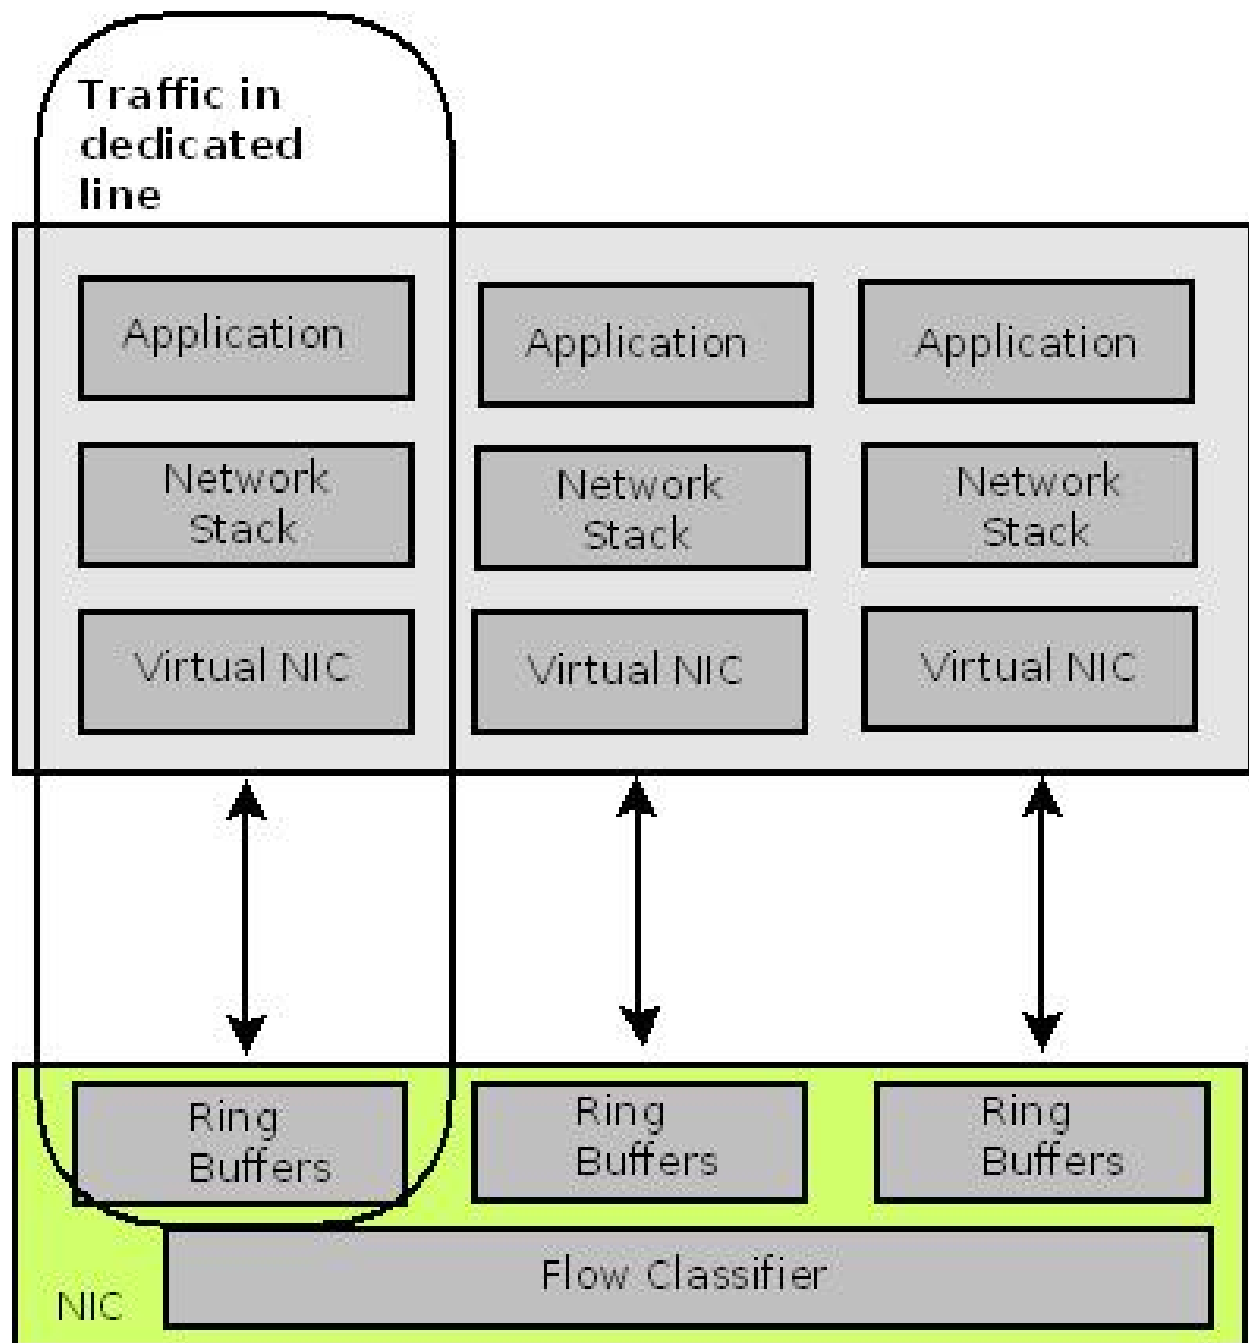 Traffic in
dedicated
line
Application
Application
Application
Network
Stack
Network
Stack
Network
Stack
Virtual NIC
Virtual NIC
Virtual NIC
Ring
Buffers
Ring
Buffers
Ring
Buffers
Flow Classifier
NIC